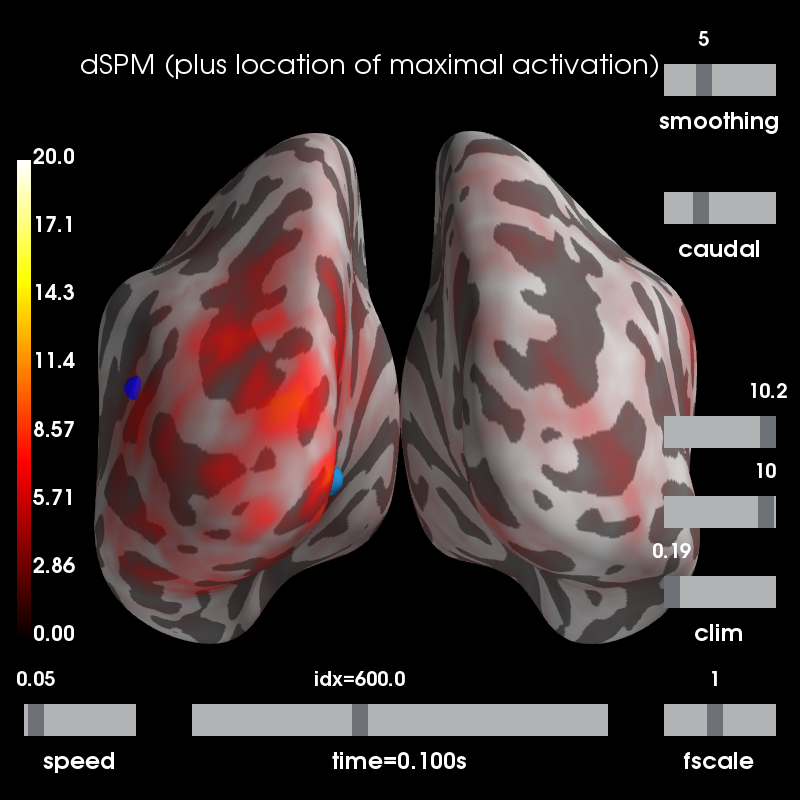 dSPM (plus location of maximal activation)
5
smoothing
caudal
20.0
17.1
14.3
11.4
8.57
5.71
2.86
0.00
10.2
10
0.19
clim
0.05
speed
idx=600.0
time=0.100s
1
fscale